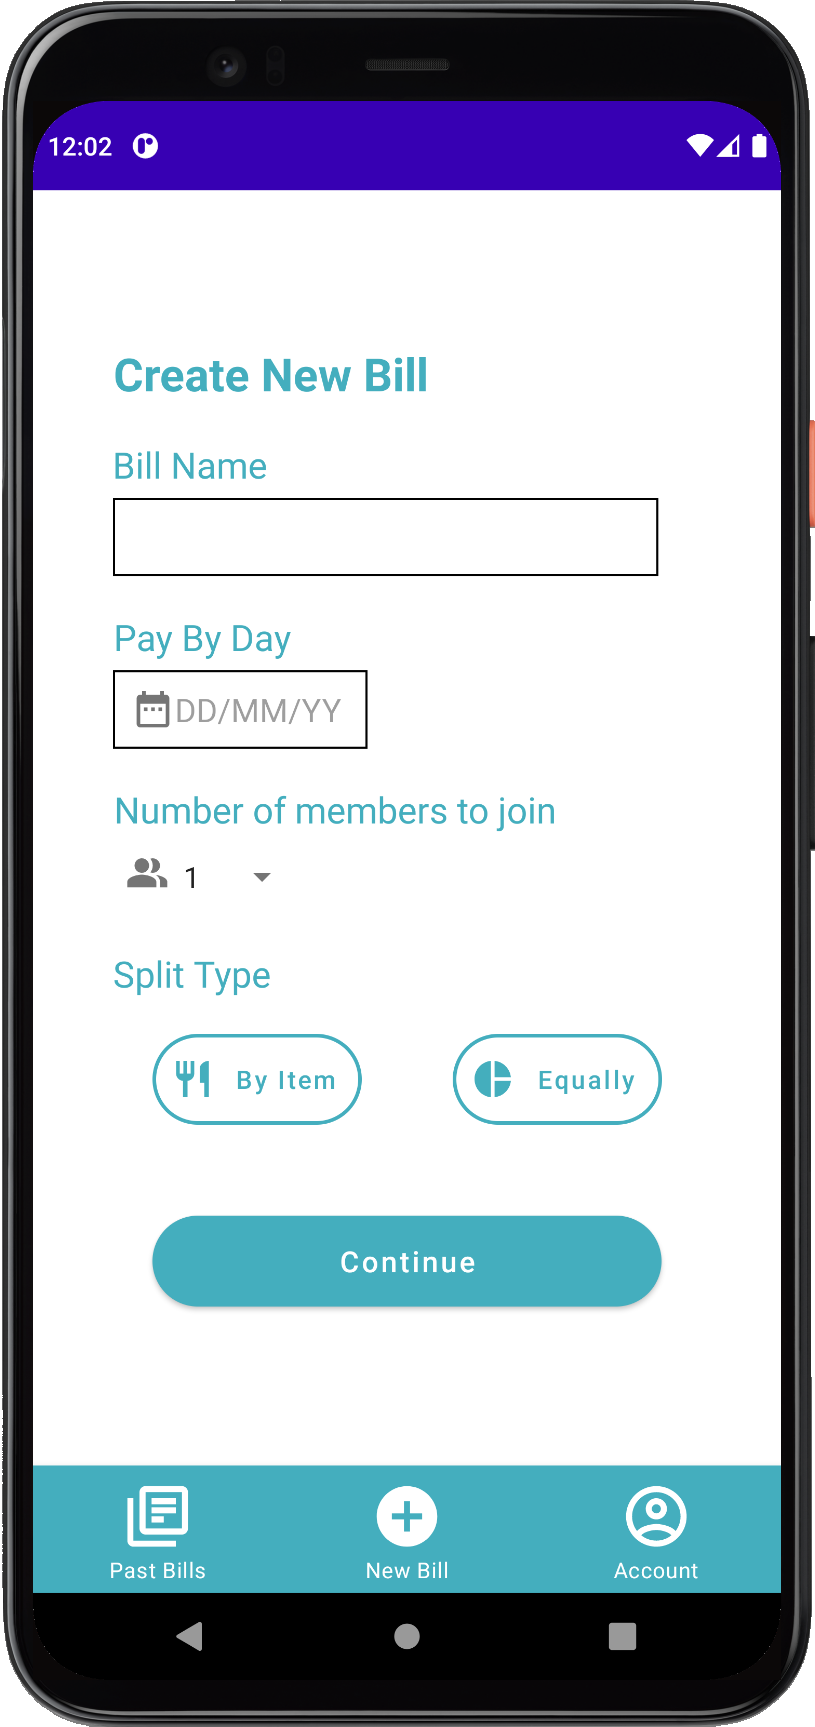 12:02
Create New Bill
Bill Name
Pay By Day
DD/MM/YY
Number of members to join
1
Split Type
By Item
Equally
Continue
Past Bills
New Bill
Account